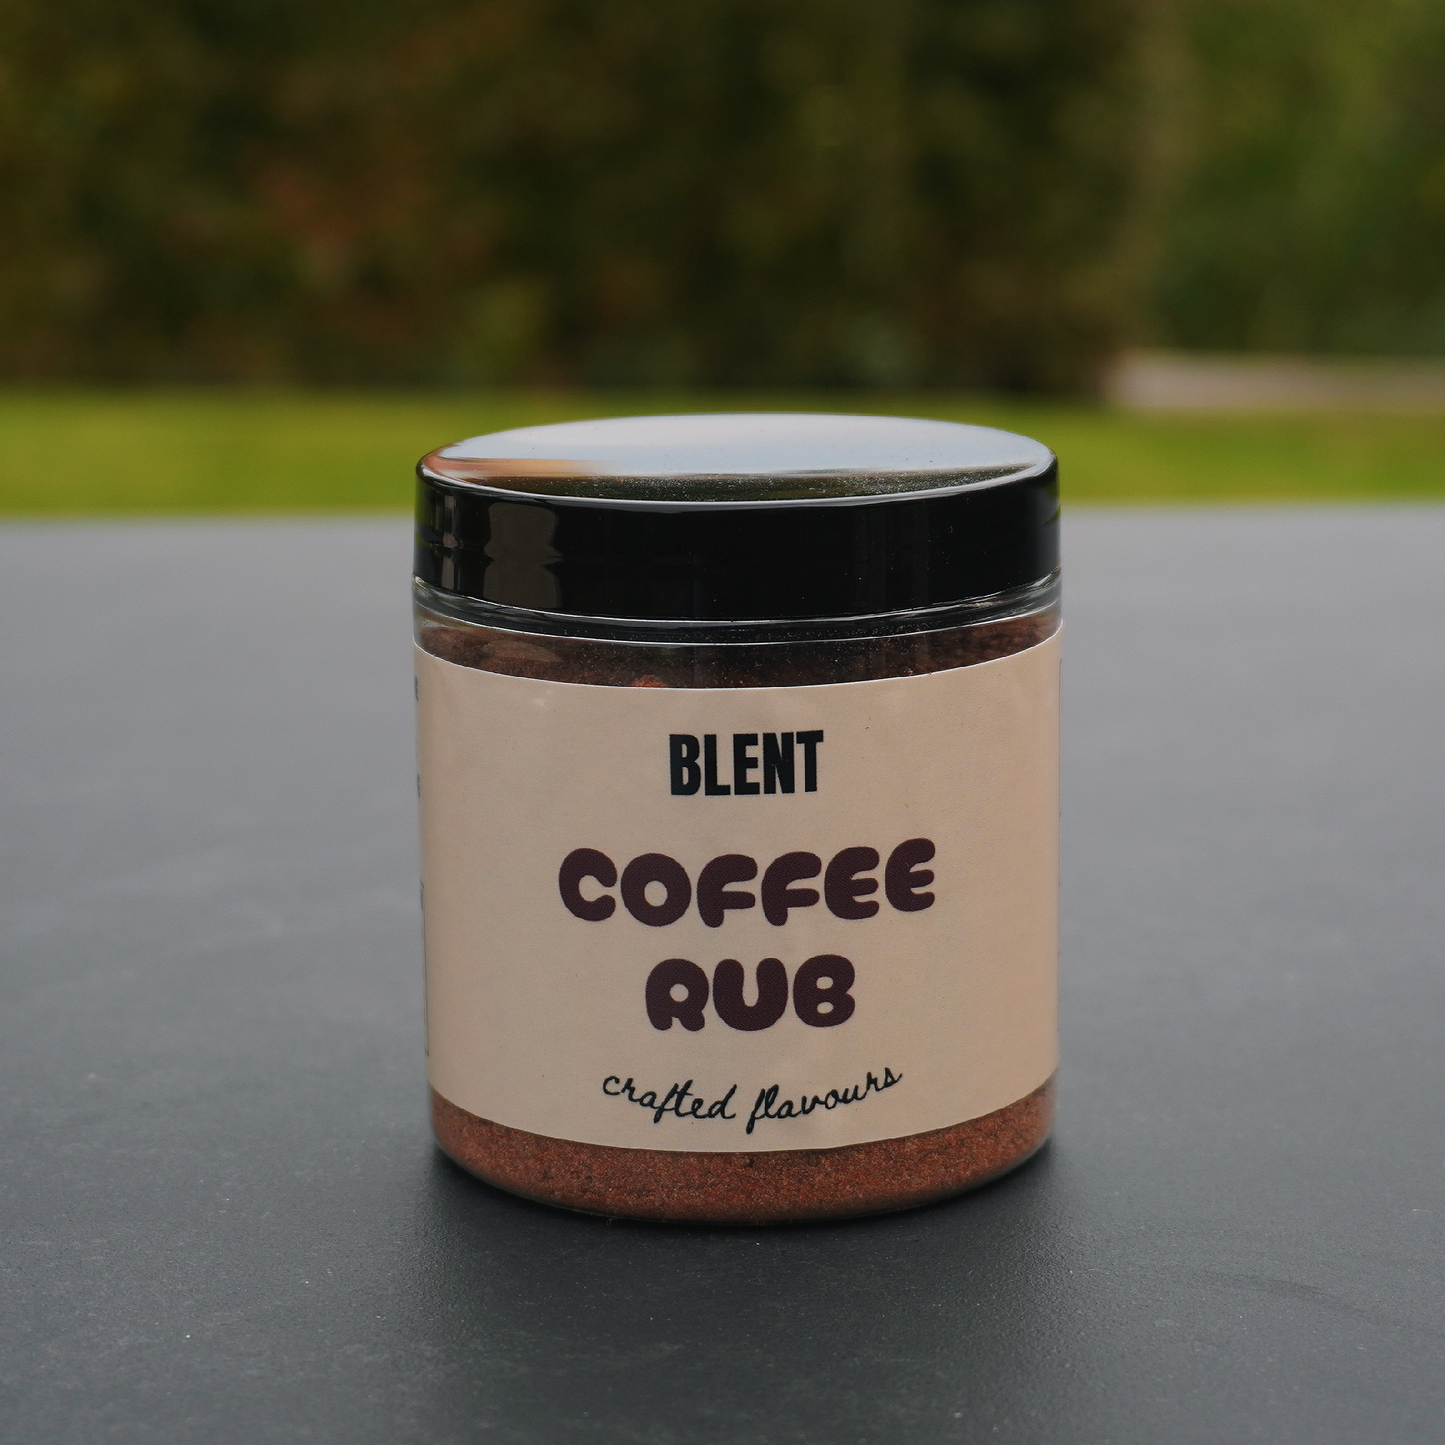 BLENT
COFFEE
RUB
crafted flavours